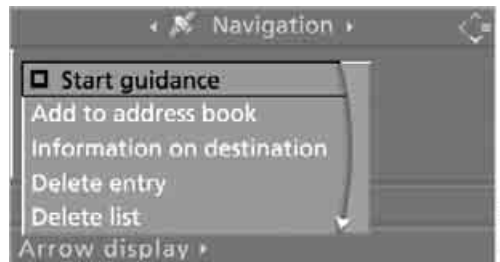 Navigation
Start guidance
Add to address book
Information on destination
Delete entry
Delete list
Arrow display